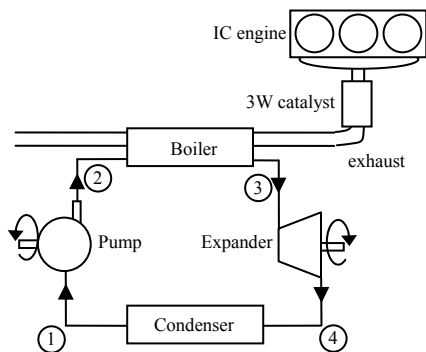 IC engine
3W catalyst
Boiler
exhaust
2
3
Pump
Expander
Condenser
1
4